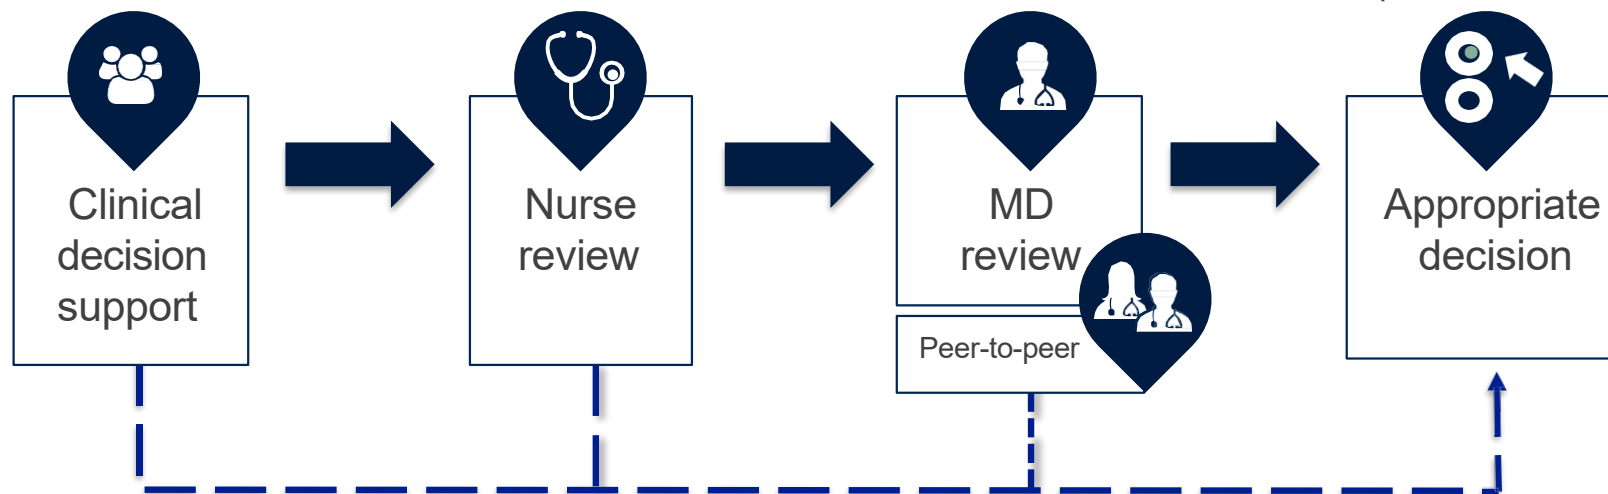 Clinical
decision
support
Nurse
review
MD
review
Peer-to-peer
Appropriate
decision